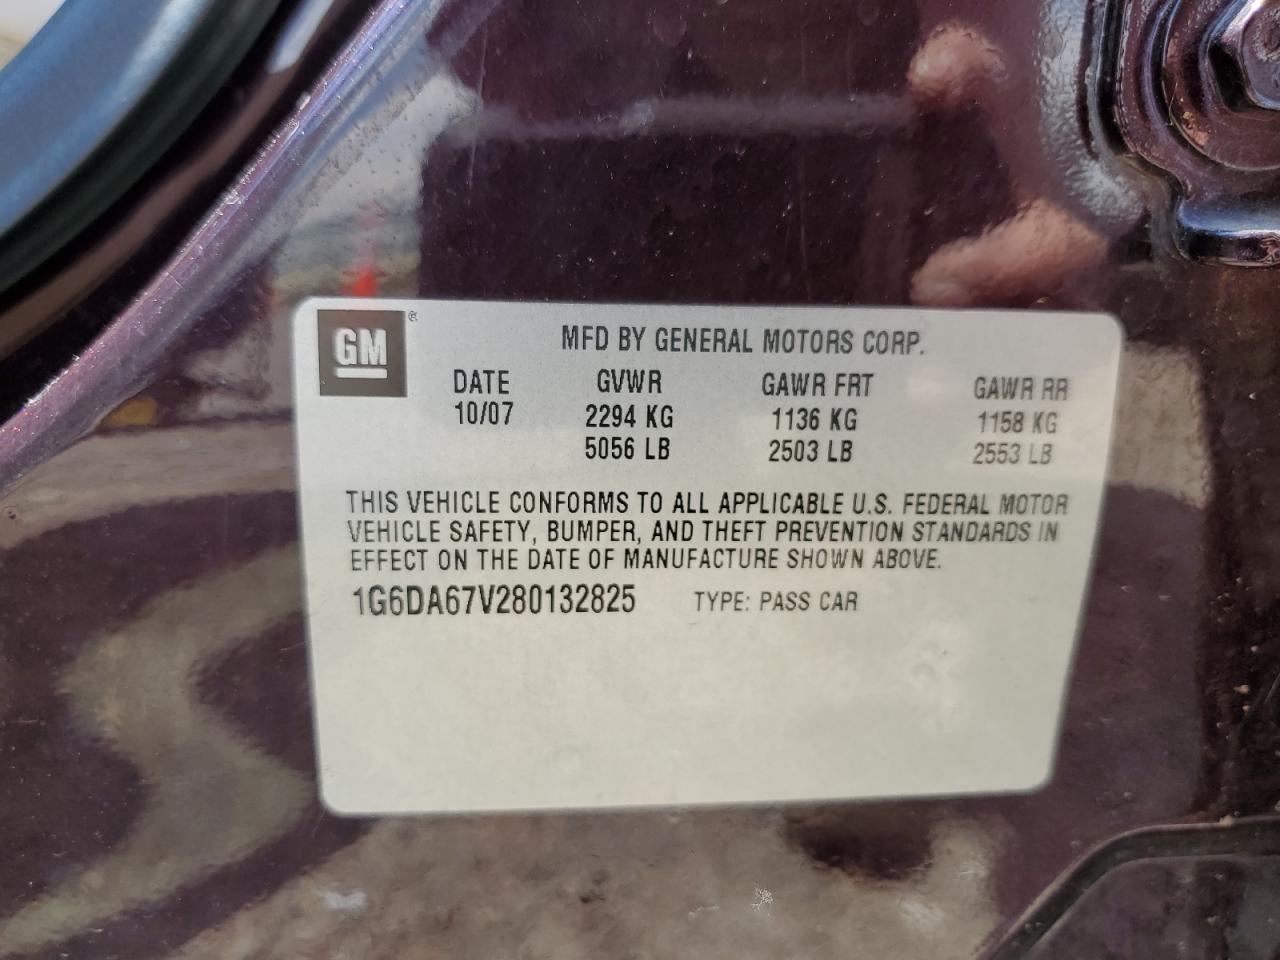 GM ®
MFD BY GENERAL MOTORS CORP.
DATE GVWR GAWR FRT GAWR RR
10/07 2294 KG 1136 KG 1158 KG
5056 LB 2503 LB 2553 LB
THIS VEHICLE CONFORMS TO ALL APPLICABLE U.S. FEDERAL MOTOR
VEHICLE SAFETY, BUMPER, AND THEFT PREVENTION STANDARDS IN
EFFECT ON THE DATE OF MANUFACTURE SHOWN ABOVE.
1G6DA67V280132825 TYPE: PASS CAR